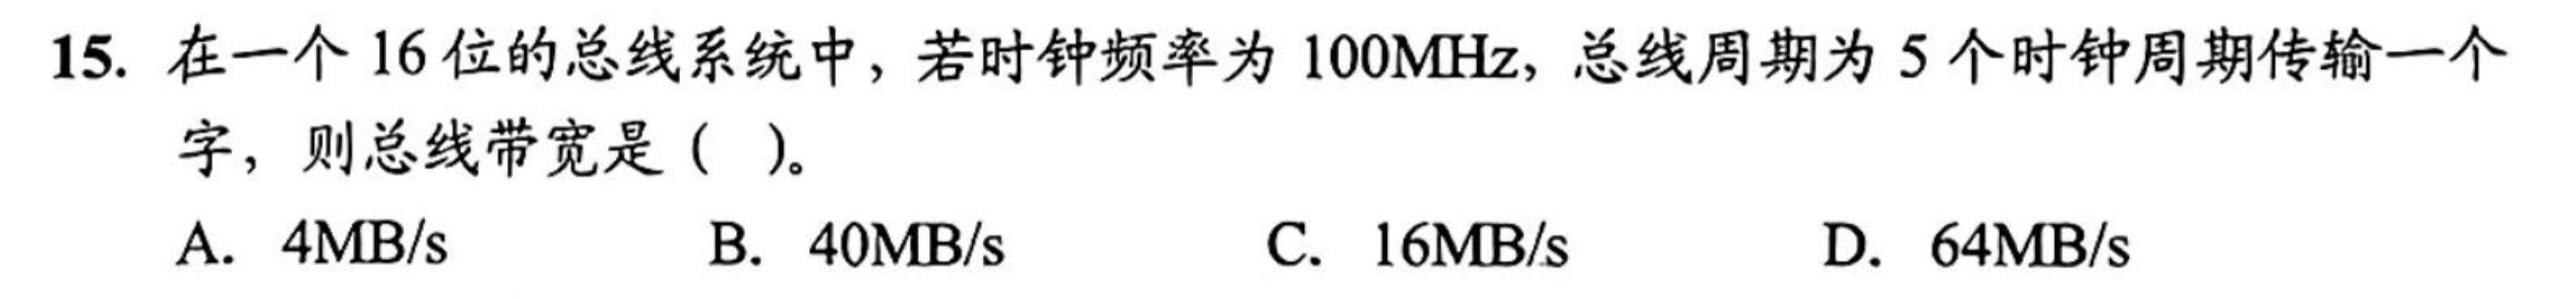 15. 在一个 16 位的总线系统中，若时钟频率为 100MHz，总线周期为 5 个时钟周期传输一个
字，则总线带宽是（ ）。
A. 4MB/s B. 40MB/s C. 16MB/s D. 64MB/s